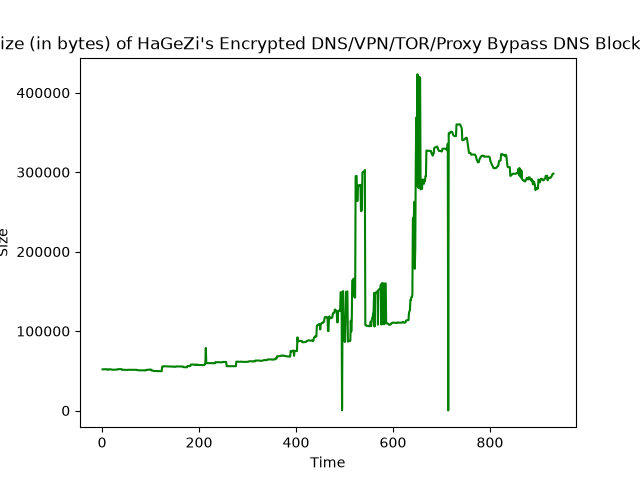 ize (in bytes) of HaGeZi's Encrypted DNS/VPN/TOR/Proxy Bypass DNS Block
400000
300000
200000
100000
0
Size
0 200 400 600 800
Time